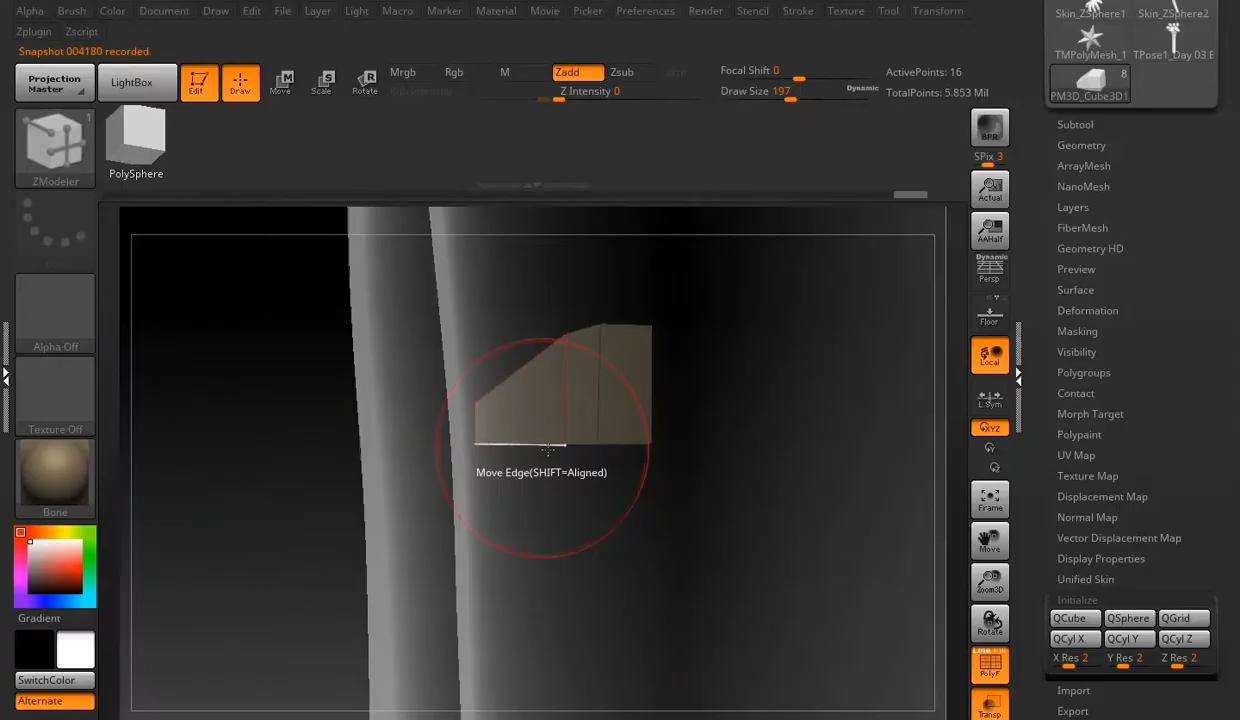 Alpha Brush Color Document Draw Edit File Layer Light Macro Marker Material Movie Picker Preferences Render Stencil Stroke Texture Tool Transform
Zplugin Zscript
Snapshot 004180 recorded.
Projection Master
LightBox
Edit
Draw
Move
Scale
Rotate
Mrgb Rgb M Zadd Zsub
Z Intensity 0
Focal Shift 0
Draw Size 197
Dynamic
ActivePoints: 16
TotalPoints: 5.853 Mil
1
ZModeler
PolySphere
Alpha Off
Texture Off
Bone
Gradient
SwitchColor
Alternate
Move Edge(SHIFT=Aligned)
BPR
SPix 3
Actual
AAHalf
Dynamic
Persp
Floor
Local
L.Sym
XYZ
Frame
Move
Zoom3D
Rotate
PolyF
Transp
Skin_ZSphere1 Skin_ZSphere2
TMPolyMesh_1 TPose1_Day 03 E
8
PM3D_Cube3D1
Subtool
Geometry
ArrayMesh
NanoMesh
Layers
FiberMesh
Geometry HD
Preview
Surface
Deformation
Masking
Visibility
Polygroups
Contact
Morph Target
Polypaint
UV Map
Texture Map
Displacement Map
Normal Map
Vector Displacement Map
Display Properties
Unified Skin
Initialize
QCube QSphere QGrid
QCyl X QCyl Y QCyl Z
X Res 2 Y Res 2 Z Res 2
Import
Export